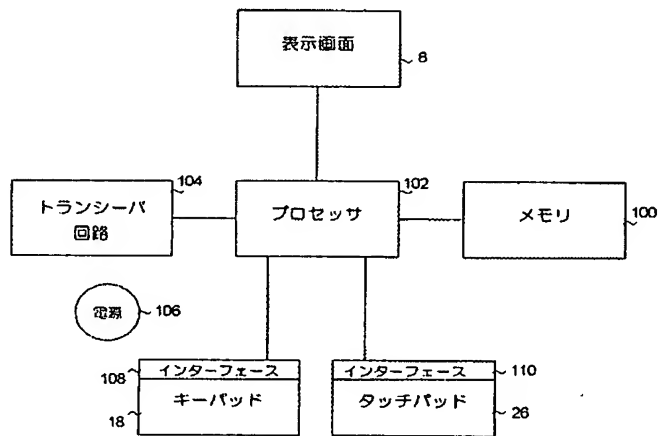 表示画面
8
104
トランシーバ
回路
102
プロセッサ
メモリ
100
電源
106
108
インターフェース
キーパッド
18
インターフェース
110
タッチパッド
26